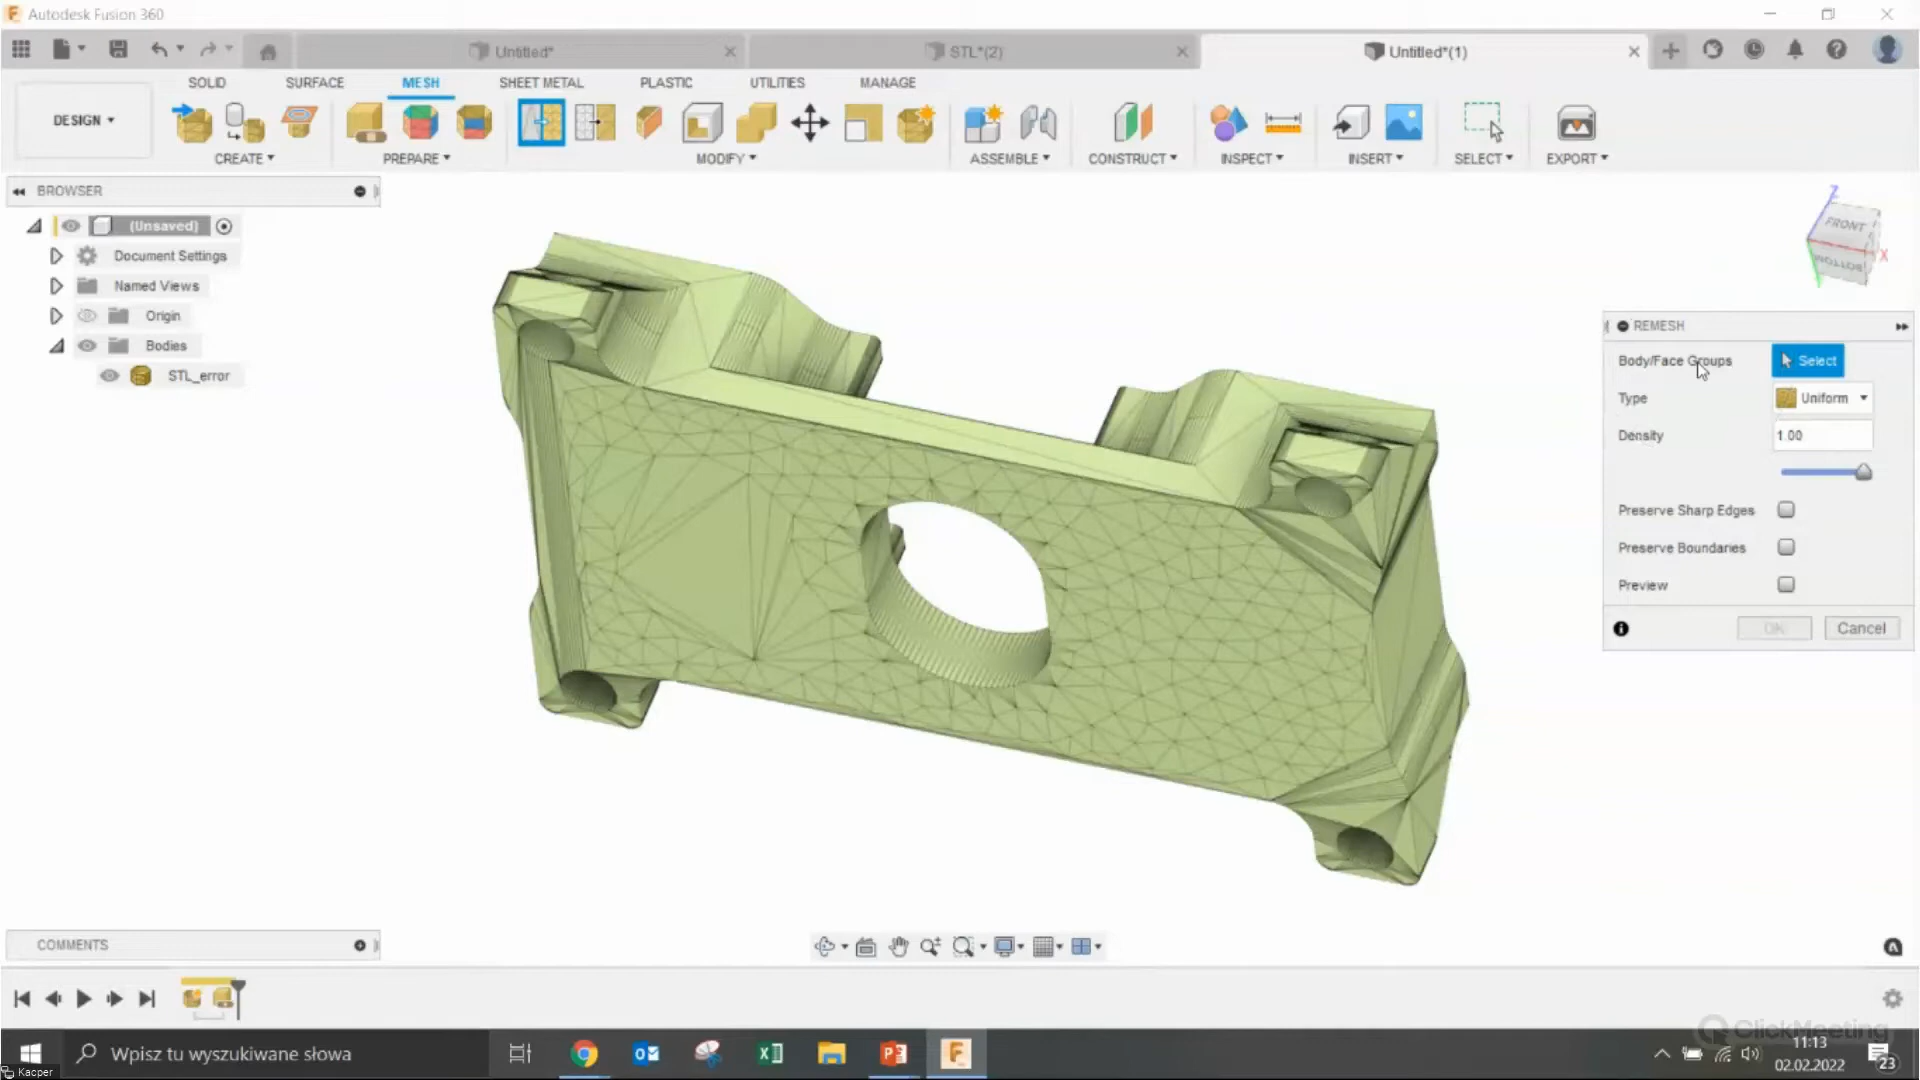 Autodesk Fusion 360
Untitled*
STL*(2)
Untitled*(1)
SOLID SURFACE MESH SHEET METAL PLASTIC UTILITIES MANAGE
DESIGN
CREATE PREPARE MODIFY ASSEMBLE CONSTRUCT INSPECT INSERT SELECT EXPORT
BROWSER
(Unsaved)
Document Settings
Named Views
Origin
Bodies
STL_error
Z
FRONT
BOTTOM
X
REMESH
Body/Face Groups Select
Type Uniform
Density 1.00
Preserve Sharp Edges
Preserve Boundaries
Preview
OK Cancel
COMMENTS
ClickMeeting
Wpisz tu wyszukiwane słowa
11:13
02.02.2022
23
Kacper